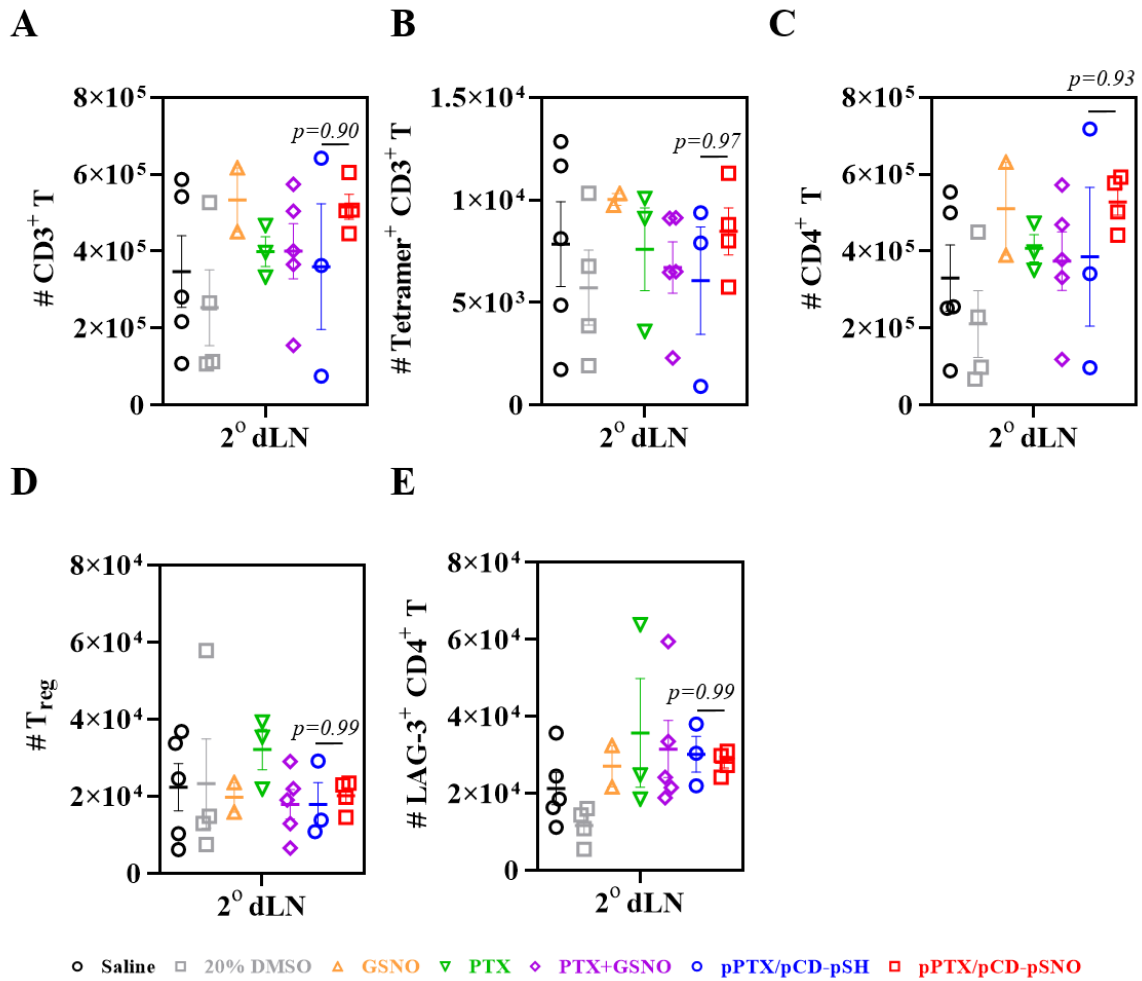 A
B
C
# CD3⁺ T
8×10⁵
6×10⁵
4×10⁵
2×10⁵
0
p=0.90
2° dLN
# Tetramer⁺ CD3⁺ T
1.5×10⁴
1×10⁴
5×10³
0
p=0.97
2° dLN
# CD4⁺ T
8×10⁵
6×10⁵
4×10⁵
2×10⁵
0
p=0.93
2° dLN
D
E
# Treg
8×10⁴
6×10⁴
4×10⁴
2×10⁴
0
p=0.99
2° dLN
# LAG-3⁺ CD4⁺ T
8×10⁴
6×10⁴
4×10⁴
2×10⁴
0
p=0.99
2° dLN
Saline 20% DMSO GSNO PTX PTX+GSNO pPTX/pCD-pSH pPTX/pCD-pSNO